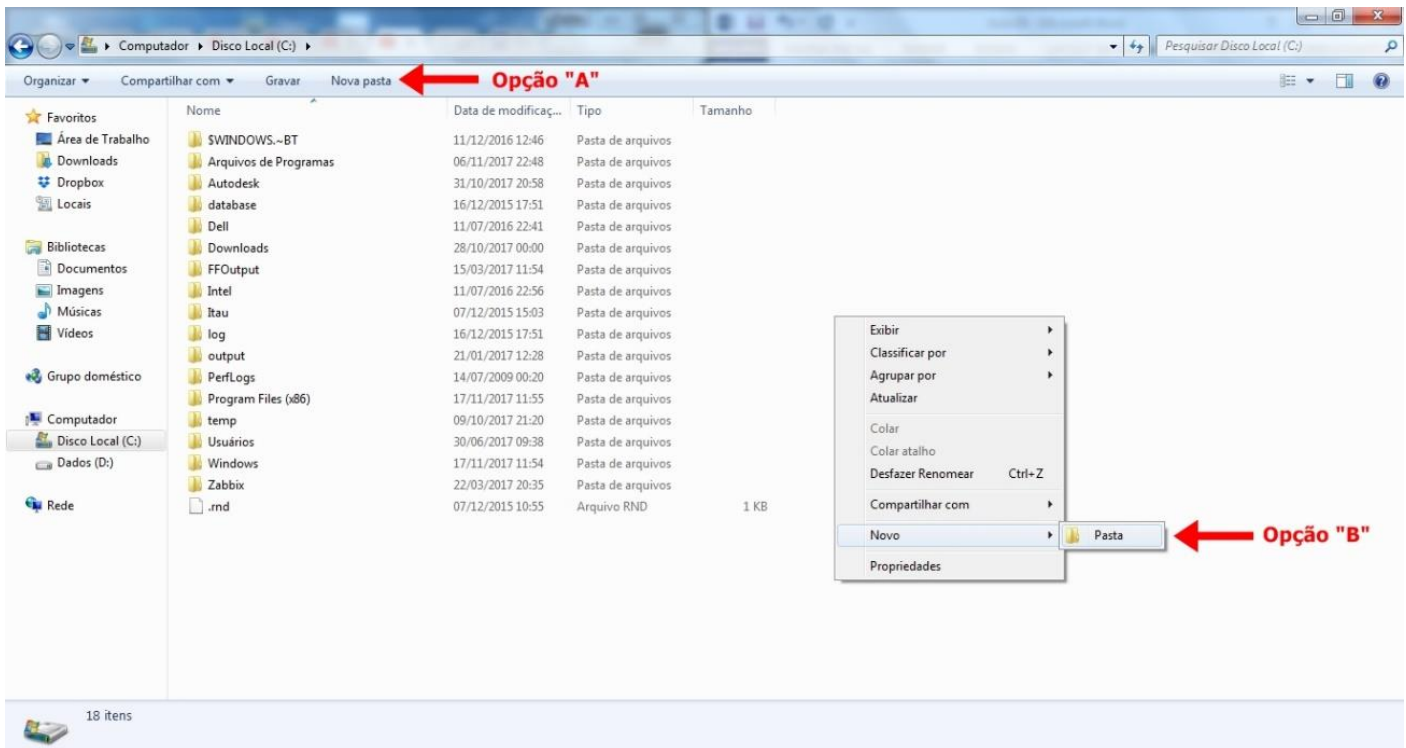 Computador ▸ Disco Local (C:) ▸
Pesquisar Disco Local (C:)
Organizar Compartilhar com Gravar Nova pasta Opção "A"
Favoritos
Área de Trabalho
Downloads
Dropbox
Locais
Bibliotecas
Documentos
Imagens
Músicas
Vídeos
Grupo doméstico
Computador
Disco Local (C:)
Dados (D:)
Rede
Nome Data de modificaç... Tipo Tamanho
$WINDOWS.~BT 11/12/2016 12:46 Pasta de arquivos
Arquivos de Programas 06/11/2017 22:48 Pasta de arquivos
Autodesk 31/10/2017 20:58 Pasta de arquivos
database 16/12/2015 17:51 Pasta de arquivos
Dell 11/07/2016 22:41 Pasta de arquivos
Downloads 28/10/2017 00:00 Pasta de arquivos
FFOutput 15/03/2017 11:54 Pasta de arquivos
Intel 11/07/2016 22:56 Pasta de arquivos
Itau 07/12/2015 15:03 Pasta de arquivos
log 16/12/2015 17:51 Pasta de arquivos
output 21/01/2017 12:28 Pasta de arquivos
PerfLogs 14/07/2009 00:20 Pasta de arquivos
Program Files (x86) 17/11/2017 11:55 Pasta de arquivos
temp 09/10/2017 21:20 Pasta de arquivos
Usuários 30/06/2017 09:38 Pasta de arquivos
Windows 17/11/2017 11:54 Pasta de arquivos
Zabbix 22/03/2017 20:35 Pasta de arquivos
.rnd 07/12/2015 10:55 Arquivo RND 1 KB
Exibir
Classificar por
Agrupar por
Atualizar
Colar
Colar atalho
Desfazer Renomear Ctrl+Z
Compartilhar com
Novo
Pasta Opção "B"
Propriedades
18 itens